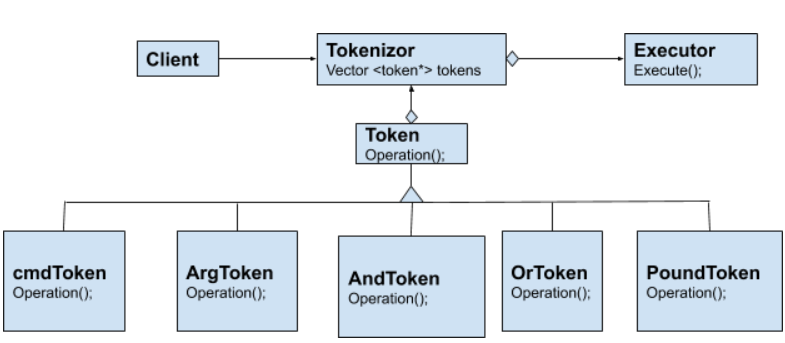 Client
Tokenizor
Vector <token*> tokens
Executor
Execute();
Token
Operation();
cmdToken
Operation();
ArgToken
Operation();
AndToken
Operation();
OrToken
Operation();
PoundToken
Operation();